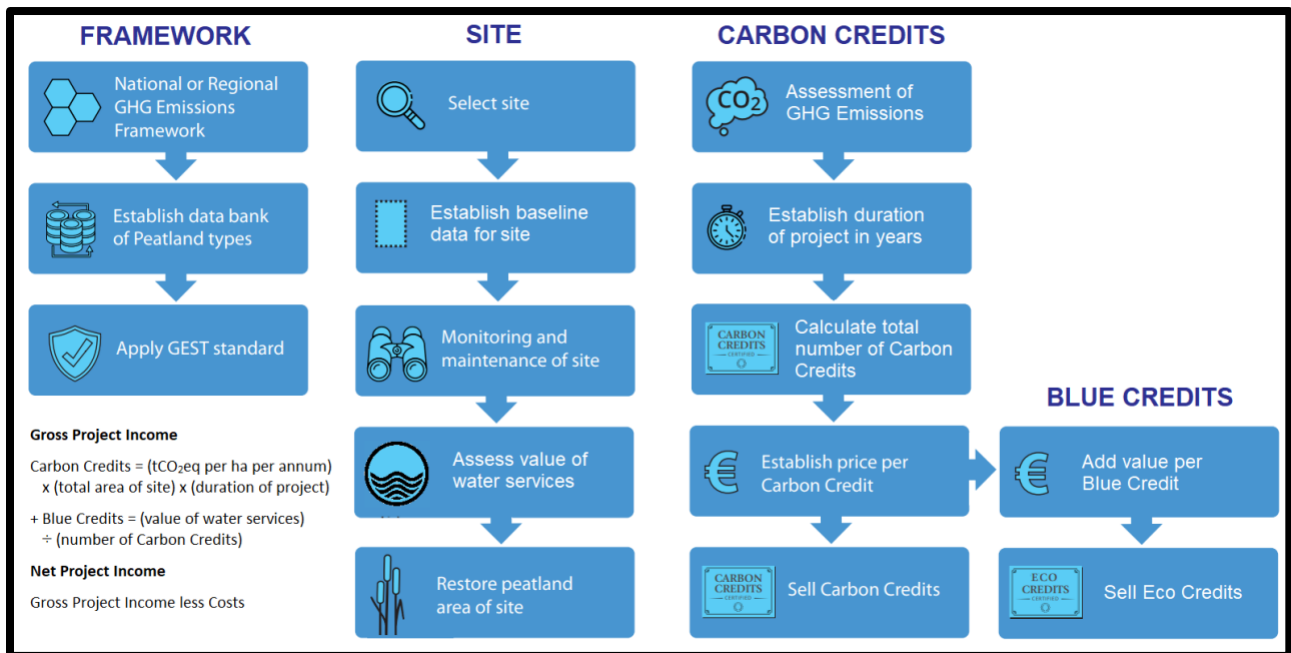 FRAMEWORK
National or Regional
GHG Emissions
Framework
Establish data bank
of Peatland types
Apply GEST standard
Gross Project Income
Carbon Credits = (tCO₂eq per ha per annum)
x (total area of site) x (duration of project)
+ Blue Credits = (value of water services)
÷ (number of Carbon Credits)
Net Project Income
Gross Project Income less Costs
SITE
Select site
Establish baseline
data for site
Monitoring and
maintenance of site
Assess value of
water services
Restore peatland
area of site
CARBON CREDITS
CO₂
Assessment of
GHG Emissions
Establish duration
of project in years
CARBON
CREDITS
CERTIFIED
Calculate total
number of Carbon
Credits
€
Establish price per
Carbon Credit
CARBON
CREDITS
CERTIFIED
Sell Carbon Credits
BLUE CREDITS
€
Add value per
Blue Credit
ECO
CREDITS
CERTIFIED
Sell Eco Credits